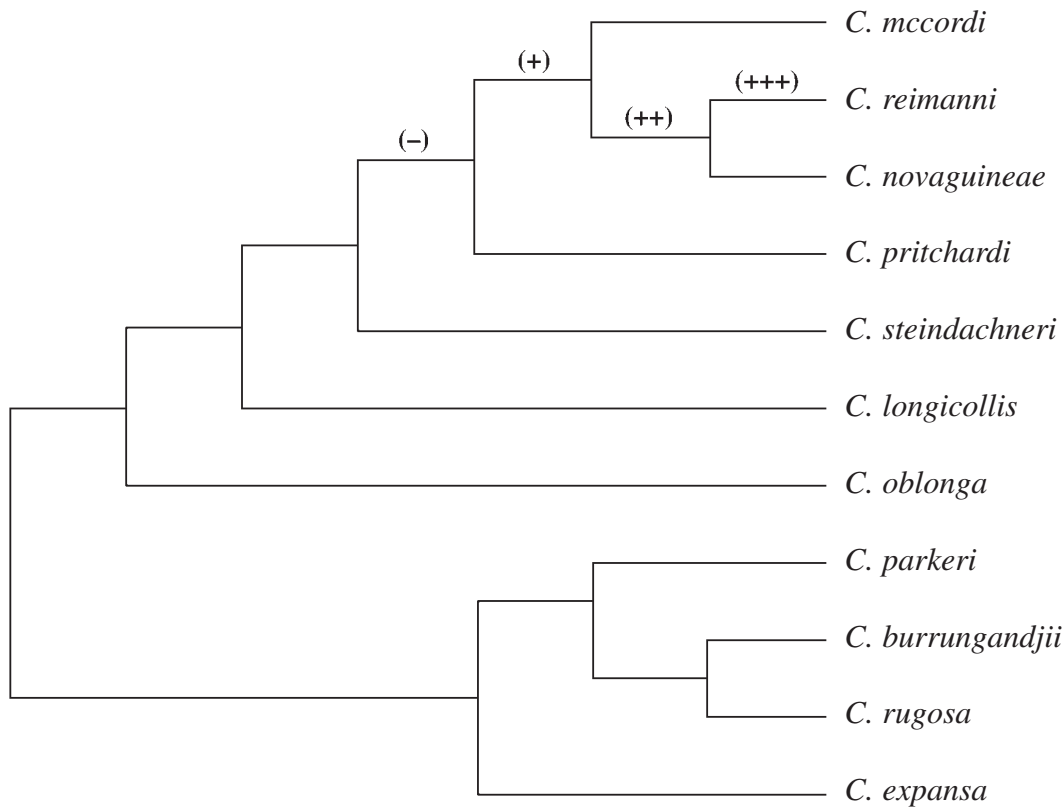 C. mccordi
(+)
(+++)
C. reimanni
(++)
(–)
C. novaguineae
C. pritchardi
C. steindachneri
C. longicollis
C. oblonga
C. parkeri
C. burrungandjii
C. rugosa
C. expansa